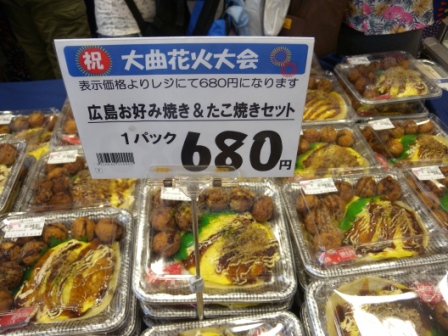 祝 大曲花火大会
表示価格よりレジにて680円になります
広島お好み焼き＆たこ焼きセット
1パック 680円